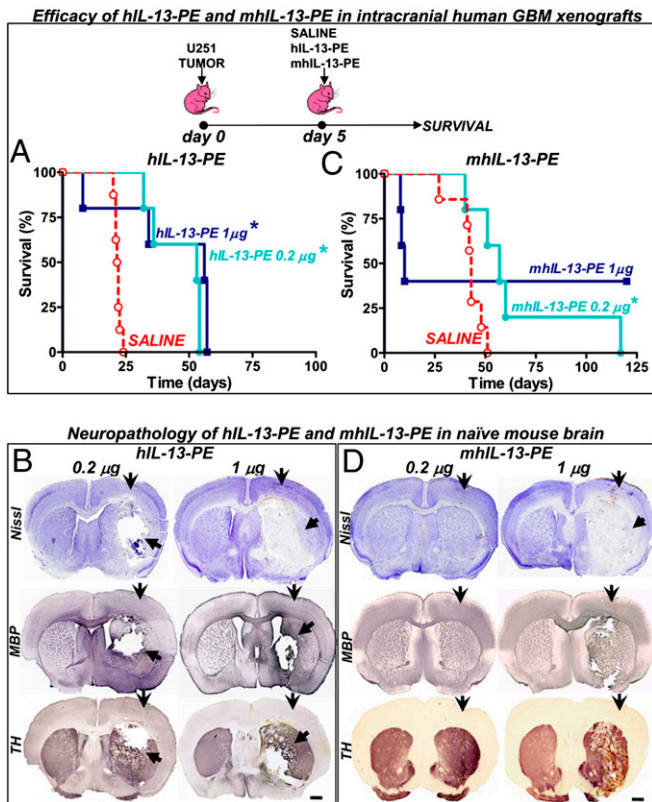 Efficacy of hIL-13-PE and mhIL-13-PE in intracranial human GBM xenografts
U251
TUMOR
SALINE
hIL-13-PE
mhIL-13-PE
day 0
day 5
SURVIVAL
A
hIL-13-PE
Survival (%)
100
75
50
25
0
hIL-13-PE 1μg*
hIL-13-PE 0.2 μg*
SALINE
0 25 50 75 100
Time (days)
C
mhIL-13-PE
Survival (%)
100
75
50
25
0
mhIL-13-PE 1μg
mhIL-13-PE 0.2 μg*
SALINE
0 25 50 75 100 125
Time (days)
Neuropathology of hIL-13-PE and mhIL-13-PE in naïve mouse brain
B
hIL-13-PE
0.2 μg 1 μg
Nissl
MBP
TH
D
mhIL-13-PE
0.2 μg 1 μg
Nissl
MBP
TH